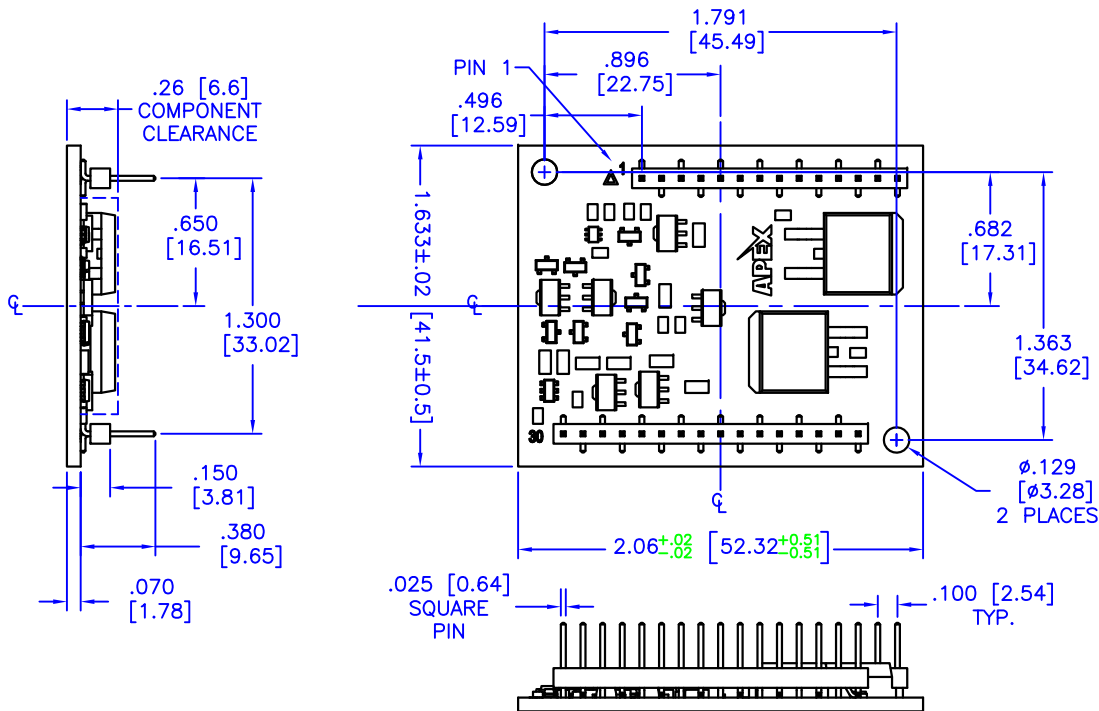 1.791
[45.49]
PIN 1
.896
[22.75]
.26 [6.6]
COMPONENT
CLEARANCE
.496
[12.59]
1
.650
[16.51]
1.633±.02 [41.5±0.5]
APEX
.682
[17.31]
℄
℄
1.300
[33.02]
1.363
[34.62]
30
.150
[3.81]
℄
ø.129
[ø3.28]
2 PLACES
.380
[9.65]
2.06+.02 -.02 [52.32+0.51 -0.51]
.070
[1.78]
.025 [0.64]
SQUARE
PIN
.100 [2.54]
TYP.